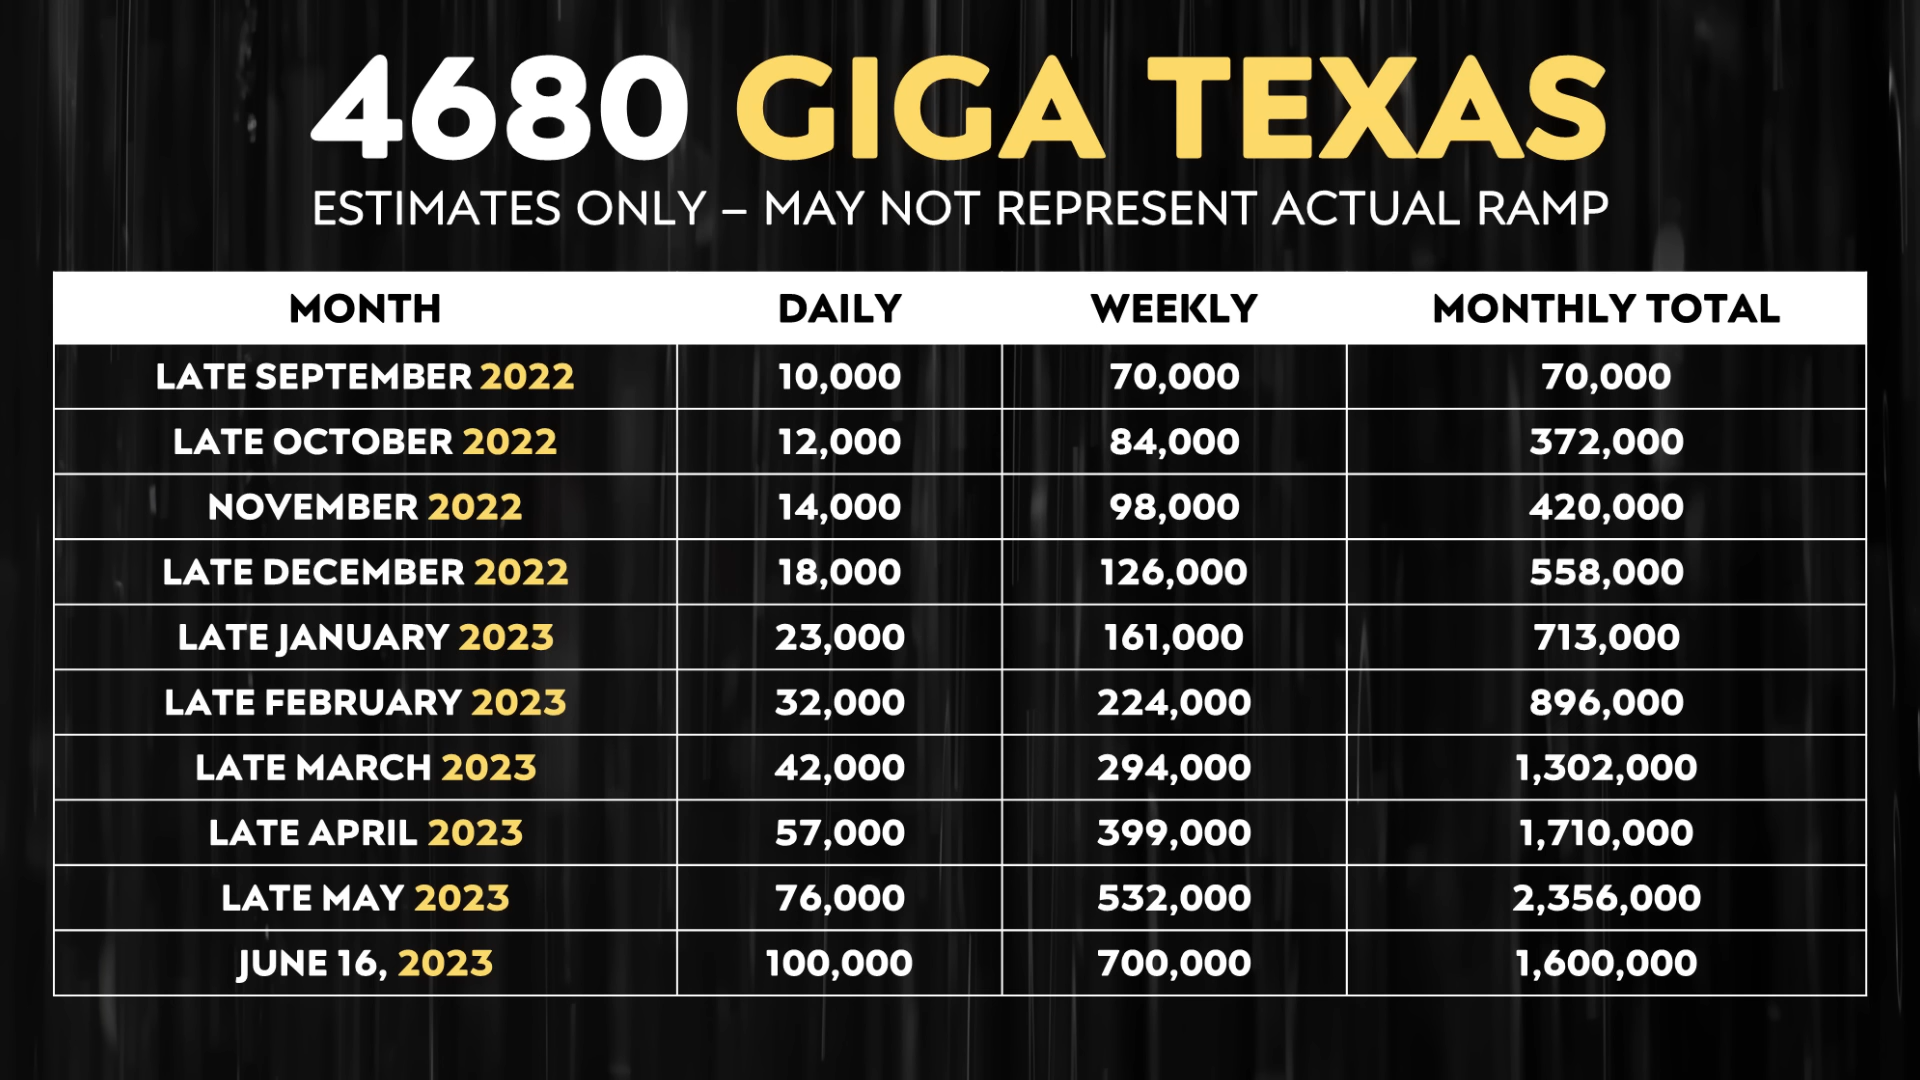 4680 GIGA TEXAS
ESTIMATES ONLY – MAY NOT REPRESENT ACTUAL RAMP
MONTH DAILY WEEKLY MONTHLY TOTAL
LATE SEPTEMBER 2022 10,000 70,000 70,000
LATE OCTOBER 2022 12,000 84,000 372,000
NOVEMBER 2022 14,000 98,000 420,000
LATE DECEMBER 2022 18,000 126,000 558,000
LATE JANUARY 2023 23,000 161,000 713,000
LATE FEBRUARY 2023 32,000 224,000 896,000
LATE MARCH 2023 42,000 294,000 1,302,000
LATE APRIL 2023 57,000 399,000 1,710,000
LATE MAY 2023 76,000 532,000 2,356,000
JUNE 16, 2023 100,000 700,000 1,600,000